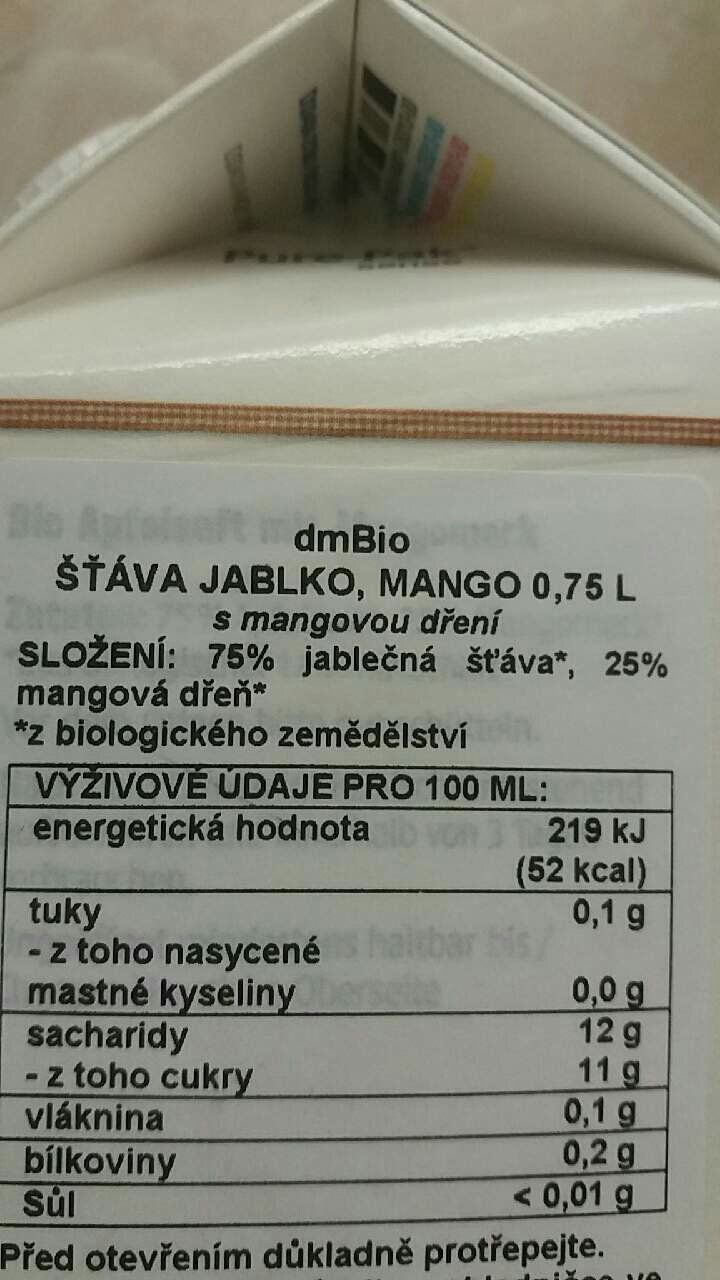 Pure-Pak
dmBio
ŠŤÁVA JABLKO, MANGO 0,75 L
s mangovou dření
SLOŽENÍ: 75% jablečná šťáva*, 25%
mangová dřeň*
*z biologického zemědělství
VÝŽIVOVÉ ÚDAJE PRO 100 ML:
energetická hodnota 219 kJ
(52 kcal)
tuky 0,1 g
- z toho nasycené
mastné kyseliny 0,0 g
sacharidy 12 g
- z toho cukry 11 g
vláknina 0,1 g
bílkoviny 0,2 g
Sůl < 0,01 g
Před otevřením důkladně protřepejte.